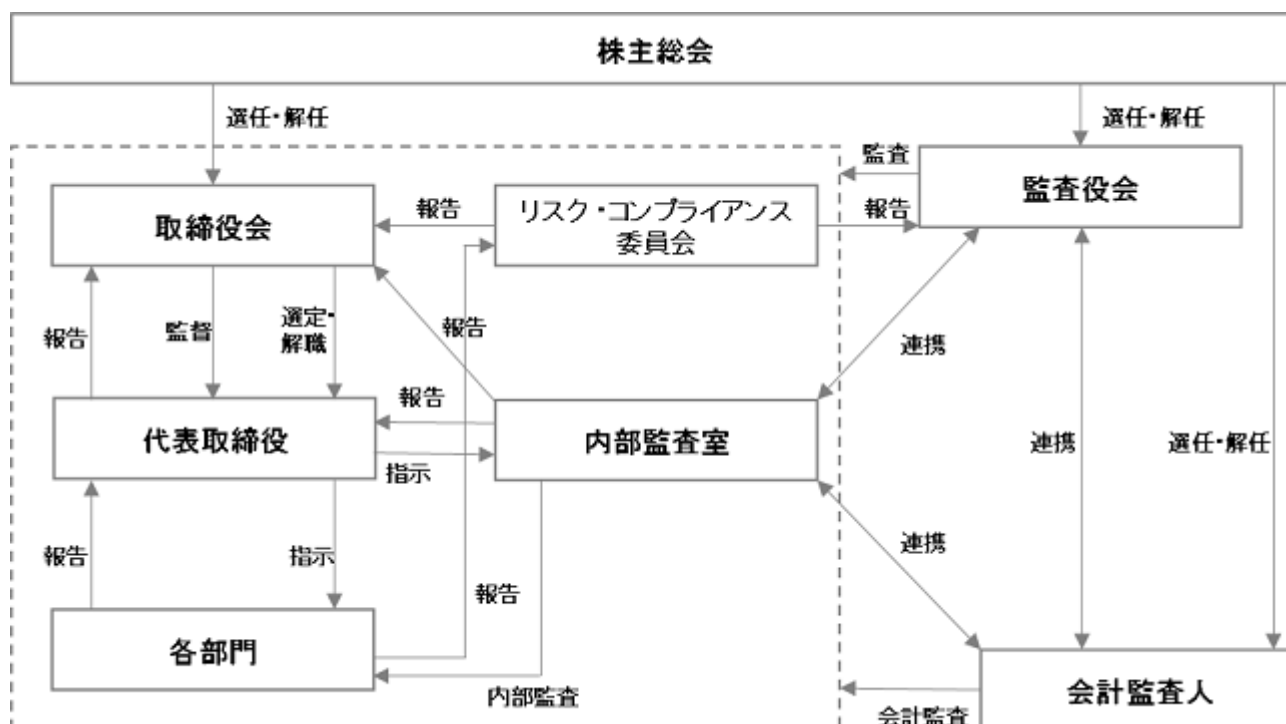 株主総会
選任・解任
選任・解任
監査
監査役会
取締役会
報告
リスク・コンプライアンス
委員会
報告
報告
監督
選定・
解職
報告
連携
代表取締役
報告
指示
内部監査室
連携
選任・解任
報告
指示
連携
報告
各部門
内部監査
会計監査
会計監査人